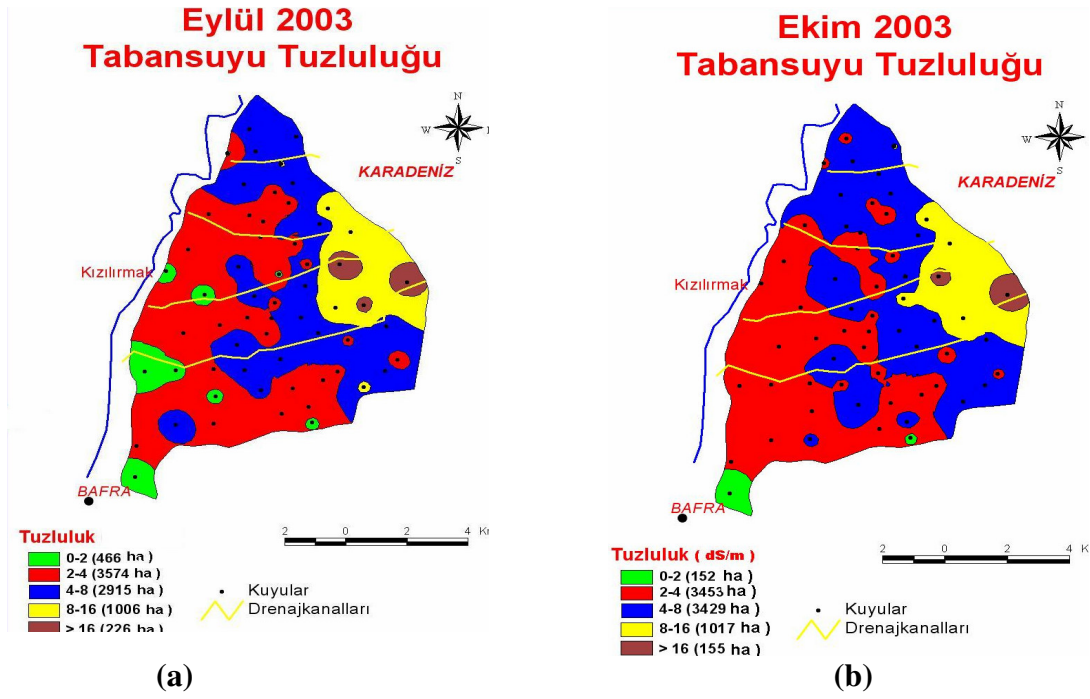 Eylül 2003
Tabansuyu Tuzluluğu
N
W
S
KARADENİZ
Kızılırmak
BAFRA
2 0 2 4
Tuzluluk
0-2 (466 ha)
2-4 (3574 ha)
4-8 (2915 ha)
8-16 (1006 ha)
> 16 (226 ha)
Kuyular
Drenajkanalları
(a)
Ekim 2003
Tabansuyu Tuzluluğu
N
W E
S
KARADENİZ
Kızılırmak
BAFRA
2 0 2 4 K
Tuzluluk ( dS/m )
0-2 (152 ha )
2-4 (3453 ha )
4-8 (3429 ha )
8-16 (1017 ha )
> 16 (155 ha )
Kuyular
Drenajkanalları
(b)